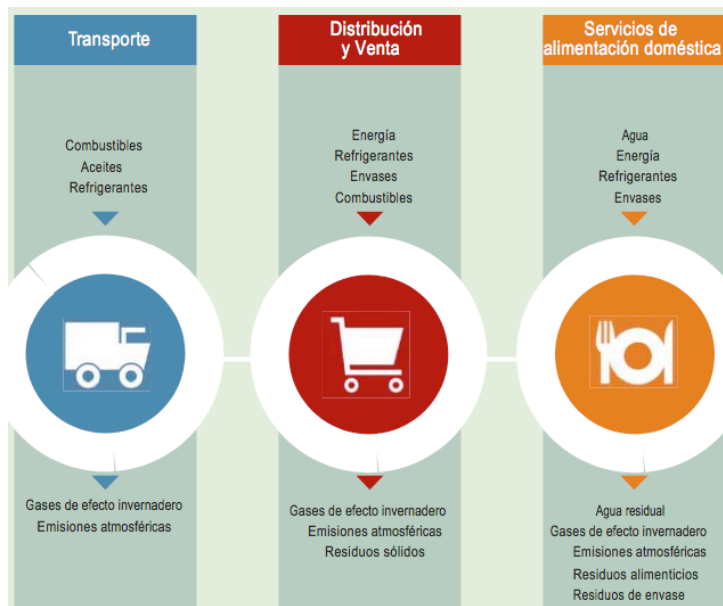 Transporte
Combustibles
Aceites
Refrigerantes
Gases de efecto invernadero
Emisiones atmosféricas
Distribución
y Venta
Energía
Refrigerantes
Envases
Combustibles
Gases de efecto invernadero
Emisiones atmosféricas
Residuos sólidos
Servicios de
alimentación doméstica
Agua
Energía
Refrigerantes
Envases
Agua residual
Gases de efecto invernadero
Emisiones atmosféricas
Residuos alimenticios
Residuos de envase